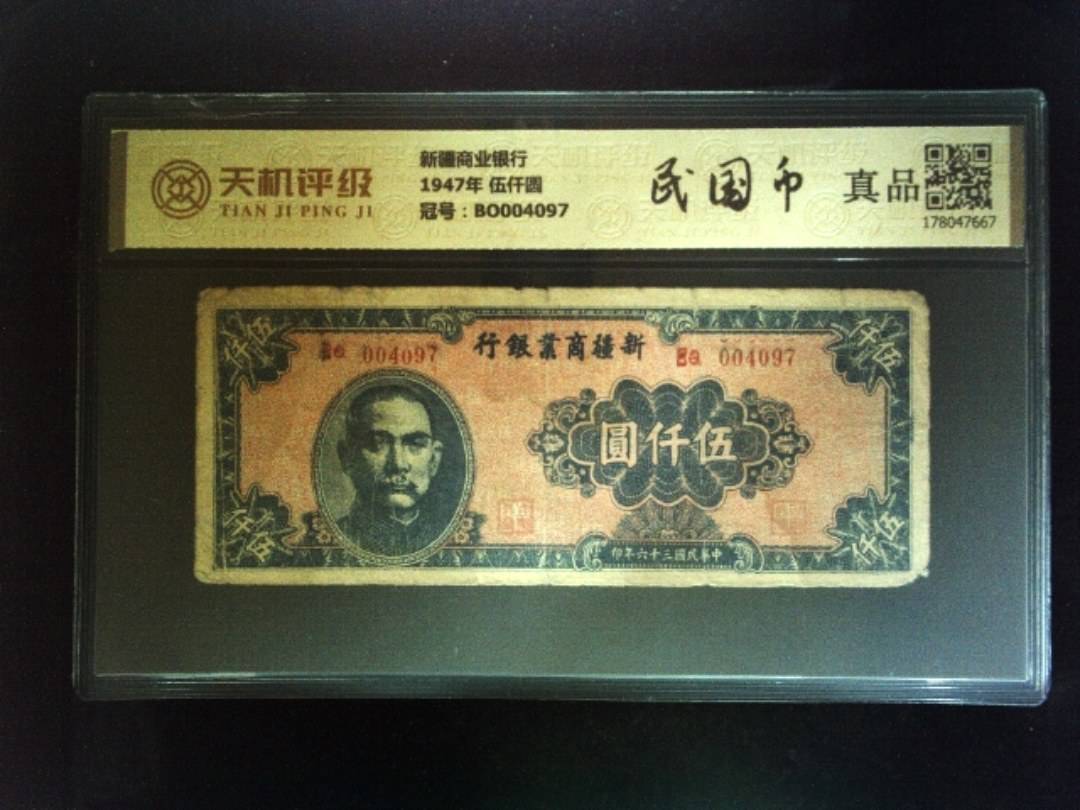 天机评级
TIAN JI PING JI
新疆商业银行
1947年 伍仟圆
冠号：BO004097
民国币
真品
178047667
行銀業商疆新
004097
004097
圓仟伍
仟伍
仟伍
仟伍
仟伍
印年六十三國民華中